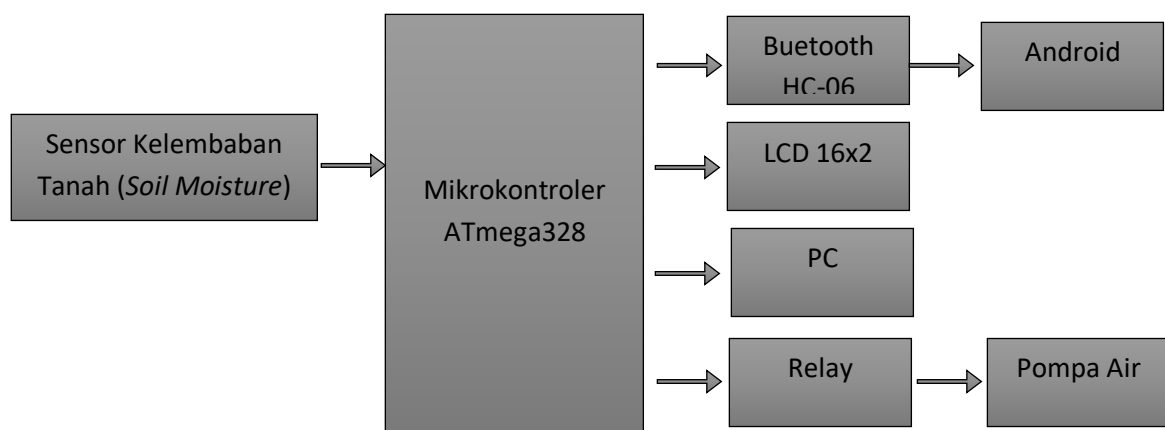 Sensor Kelembaban
Tanah (Soil Moisture)
Mikrokontroler
ATmega328
Buetooth
HC-06
Android
LCD 16x2
PC
Relay
Pompa Air